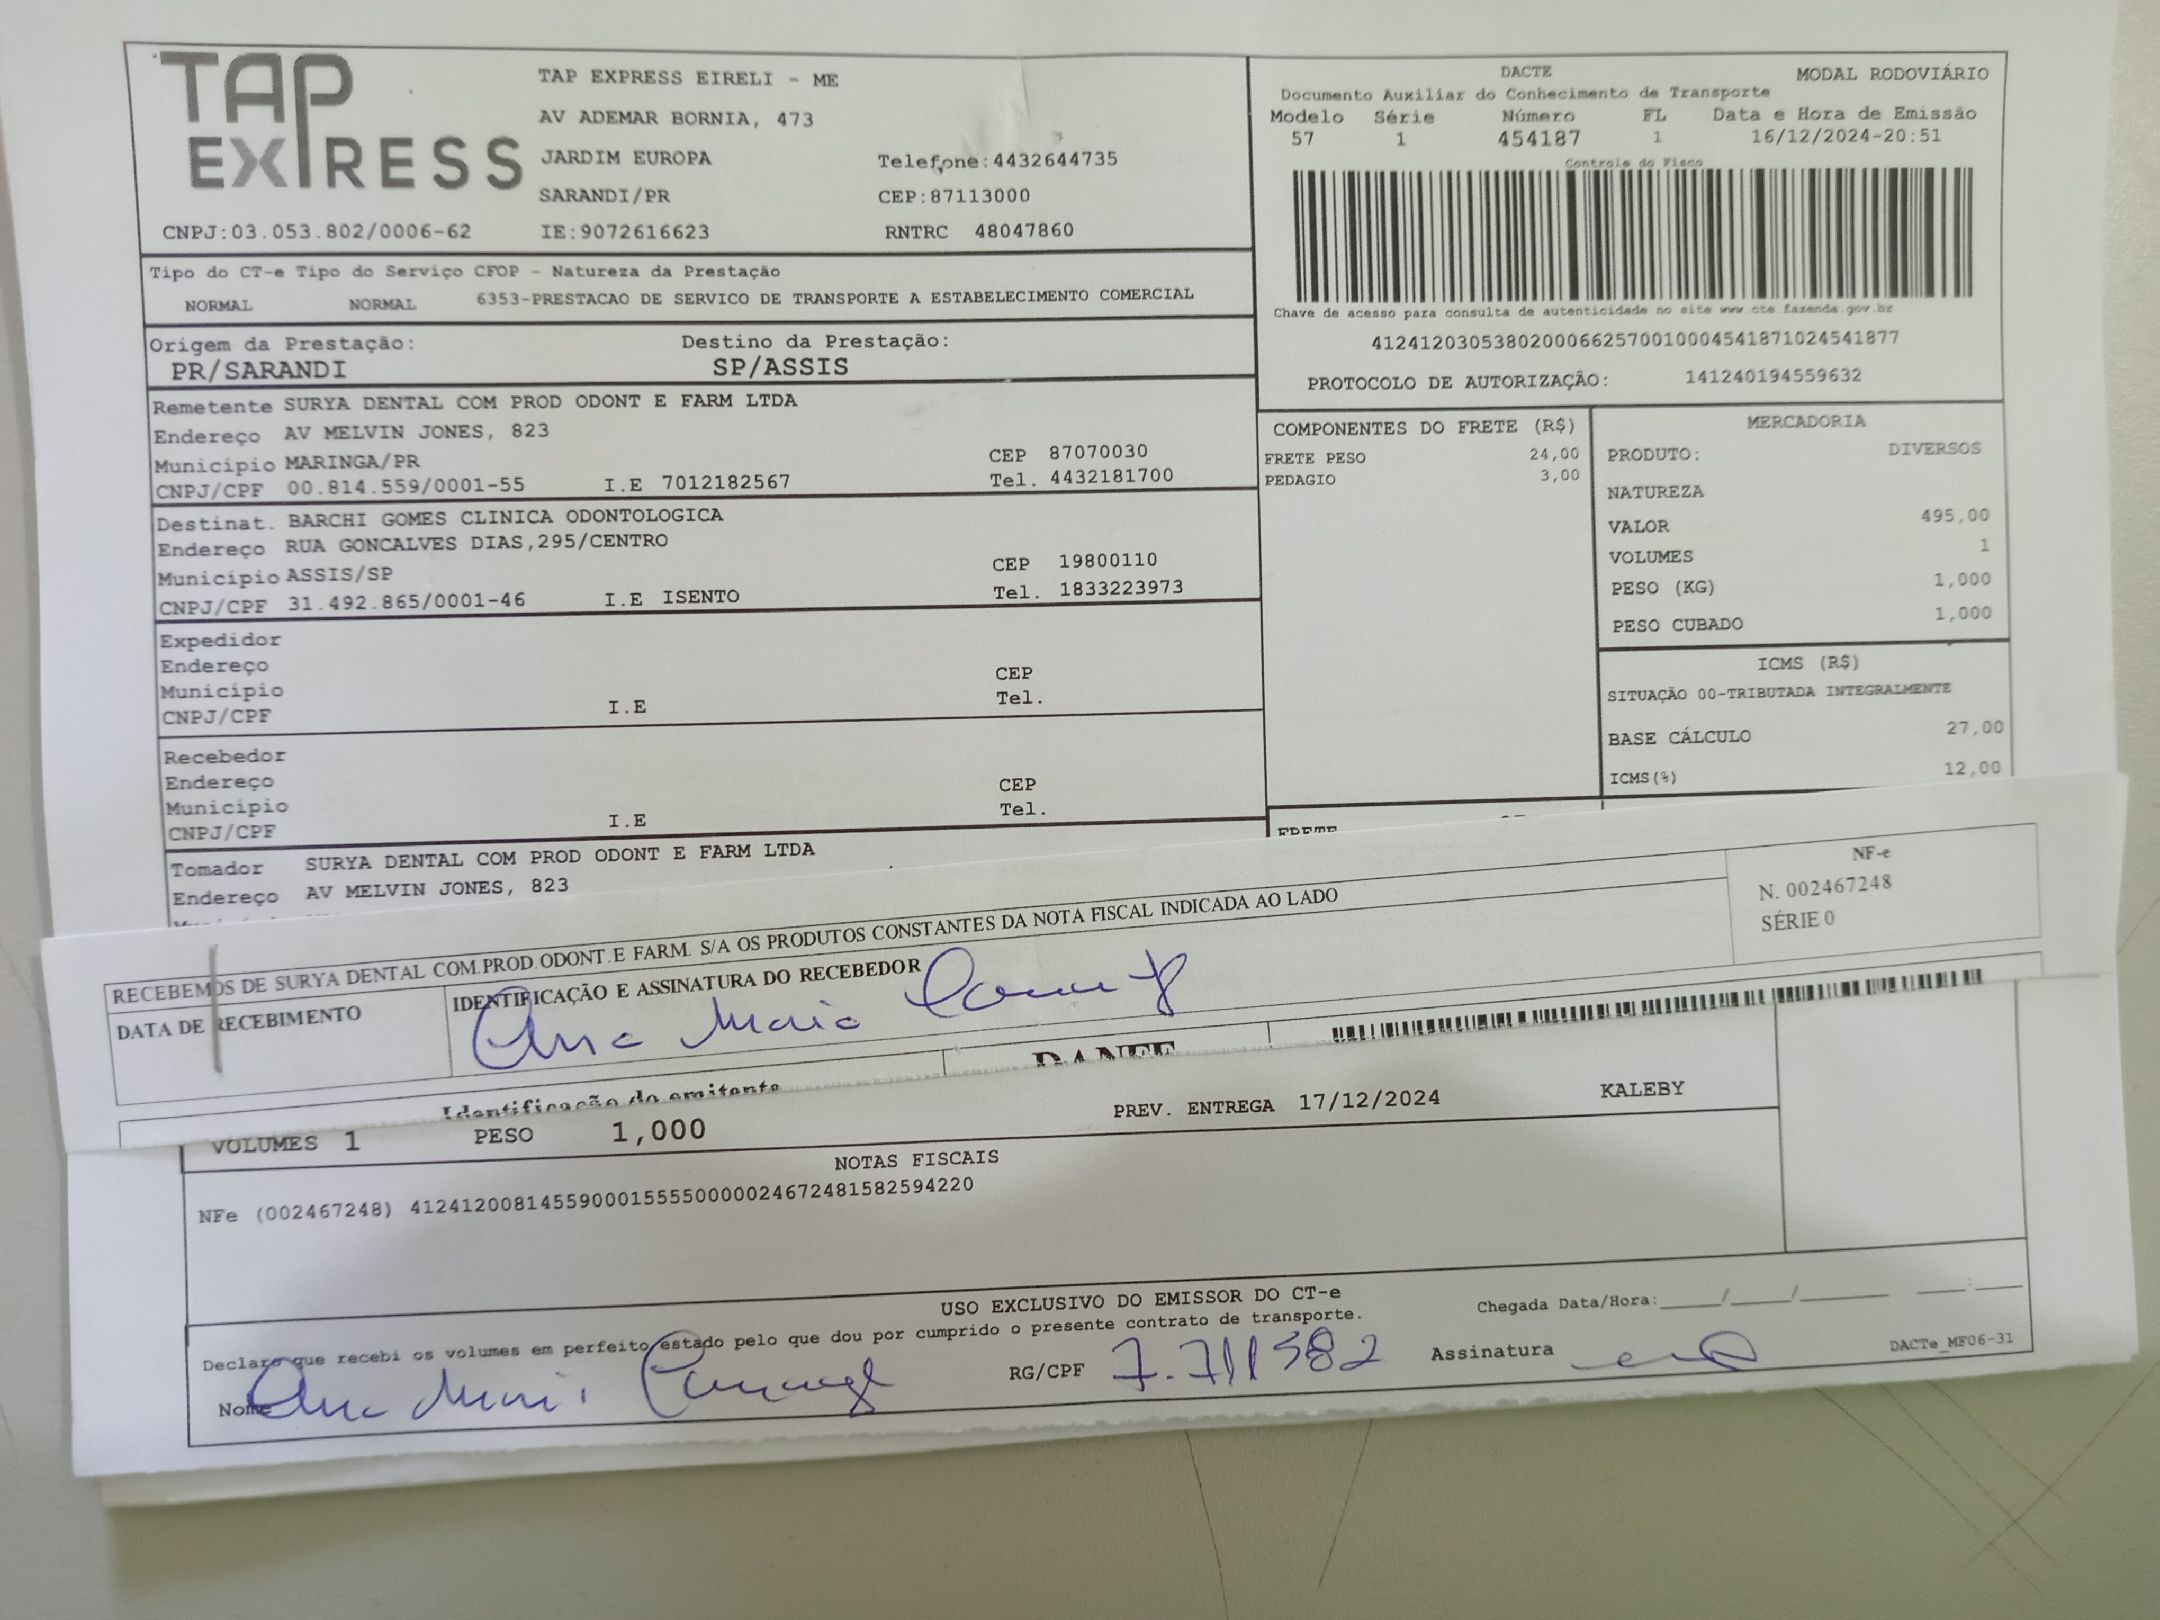 TAP EXPRESS
TAP EXPRESS EIRELI - ME
AV ADEMAR BORNIA, 473
JARDIM EUROPA Telefone:4432644735
SARANDI/PR CEP:87113000
CNPJ:03.053.802/0006-62 IE:9072616623 RNTRC 48047860
DACTE MODAL RODOVIÁRIO
Documento Auxiliar do Conhecimento de Transporte
Modelo Série Número FL Data e Hora de Emissão
57 1 454187 1 16/12/2024-20:51
Controle do Fisco
Chave de acesso para consulta de autenticidade no site www.cte.fazenda.gov.br
41241203053802000662570010004541871024541877
PROTOCOLO DE AUTORIZAÇÃO: 141240194559632
Tipo do CT-e Tipo do Serviço CFOP - Natureza da Prestação
NORMAL NORMAL 6353-PRESTACAO DE SERVICO DE TRANSPORTE A ESTABELECIMENTO COMERCIAL
Origem da Prestação: Destino da Prestação:
PR/SARANDI SP/ASSIS
Remetente SURYA DENTAL COM PROD ODONT E FARM LTDA
Endereço AV MELVIN JONES, 823
Município MARINGA/PR CEP 87070030
CNPJ/CPF 00.814.559/0001-55 I.E 7012182567 Tel. 4432181700
Destinat. BARCHI GOMES CLINICA ODONTOLOGICA
Endereço RUA GONCALVES DIAS,295/CENTRO
Município ASSIS/SP CEP 19800110
CNPJ/CPF 31.492.865/0001-46 I.E ISENTO Tel. 1833223973
Expedidor
Endereço
Município CEP
CNPJ/CPF I.E Tel.
Recebedor
Endereço
Município CEP
CNPJ/CPF I.E Tel.
Tomador SURYA DENTAL COM PROD ODONT E FARM LTDA
Endereço AV MELVIN JONES, 823
COMPONENTES DO FRETE (R$)
FRETE PESO 24,00
PEDAGIO 3,00
FRETE
MERCADORIA
PRODUTO: DIVERSOS
NATUREZA
VALOR 495,00
VOLUMES 1
PESO (KG) 1,000
PESO CUBADO 1,000
ICMS (R$)
SITUAÇÃO 00-TRIBUTADA INTEGRALMENTE
BASE CÁLCULO 27,00
ICMS(%) 12,00
RECEBEMOS DE SURYA DENTAL COM.PROD.ODONT.E FARM. S/A OS PRODUTOS CONSTANTES DA NOTA FISCAL INDICADA AO LADO
DATA DE RECEBIMENTO IDENTIFICAÇÃO E ASSINATURA DO RECEBEDOR
Ana Maria
NF-e
N. 002467248
SÉRIE 0
Identificação do emitente DANFE
VOLUMES 1 PESO 1,000 PREV. ENTREGA 17/12/2024 KALEBY
NOTAS FISCAIS
NFe (002467248) 41241200814559000155550000024672481582594220
USO EXCLUSIVO DO EMISSOR DO CT-e
Declaro que recebi os volumes em perfeito estado pelo que dou por cumprido o presente contrato de transporte.
Chegada Data/Hora:____/____/______ ____:____
Nome Ana Maria RG/CPF 7.711582 Assinatura
DACTe_MF06-31